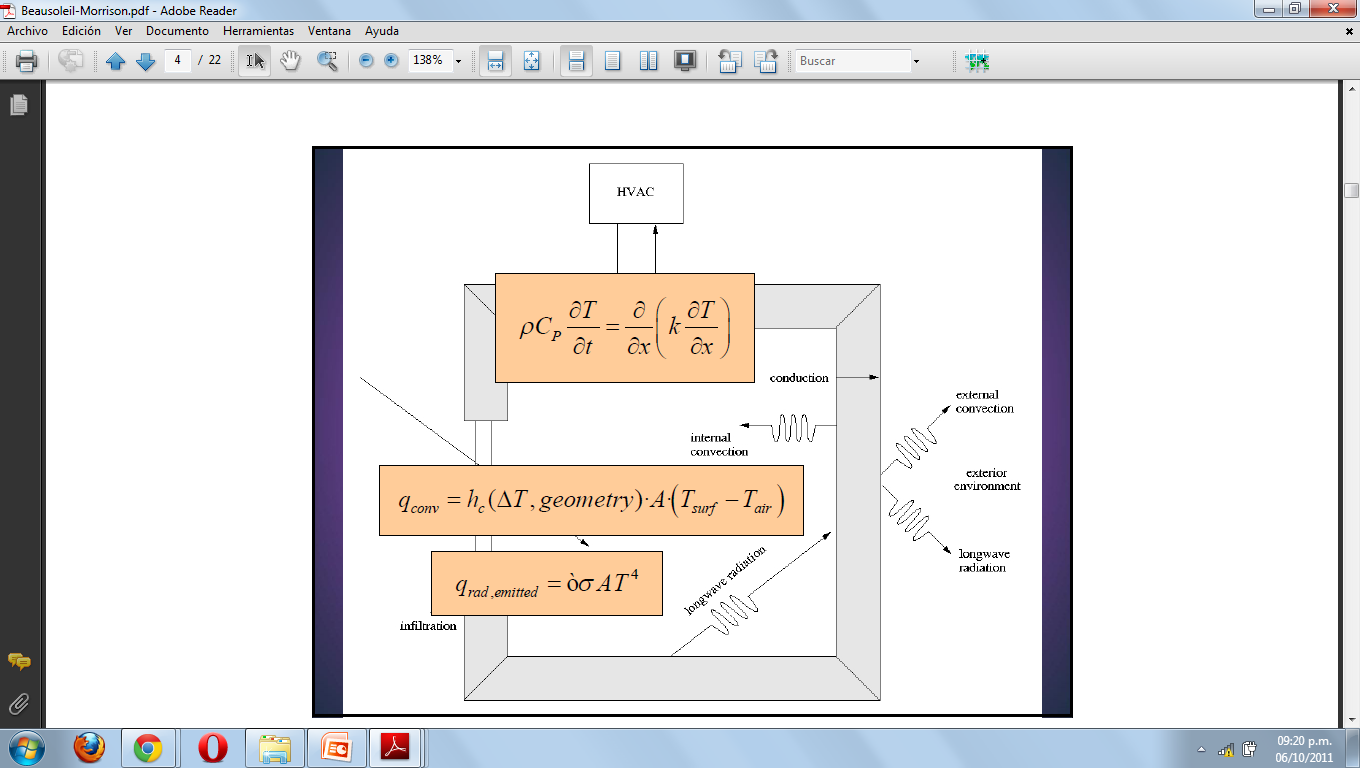 Beausoleil-Morrison.pdf - Adobe Reader
Archivo Edición Ver Documento Herramientas Ventana Ayuda
4 / 22 138% Buscar
HVAC
ρC_P ∂T/∂t = ∂/∂x (k ∂T/∂x)
conduction
external
convection
internal
convection
exterior
environment
q_conv = h_c(ΔT, geometry)·A·(T_surf − T_air)
longwave
radiation
longwave radiation
q_rad,emitted = òσAT⁴
infiltration
09:20 p.m.
06/10/2011